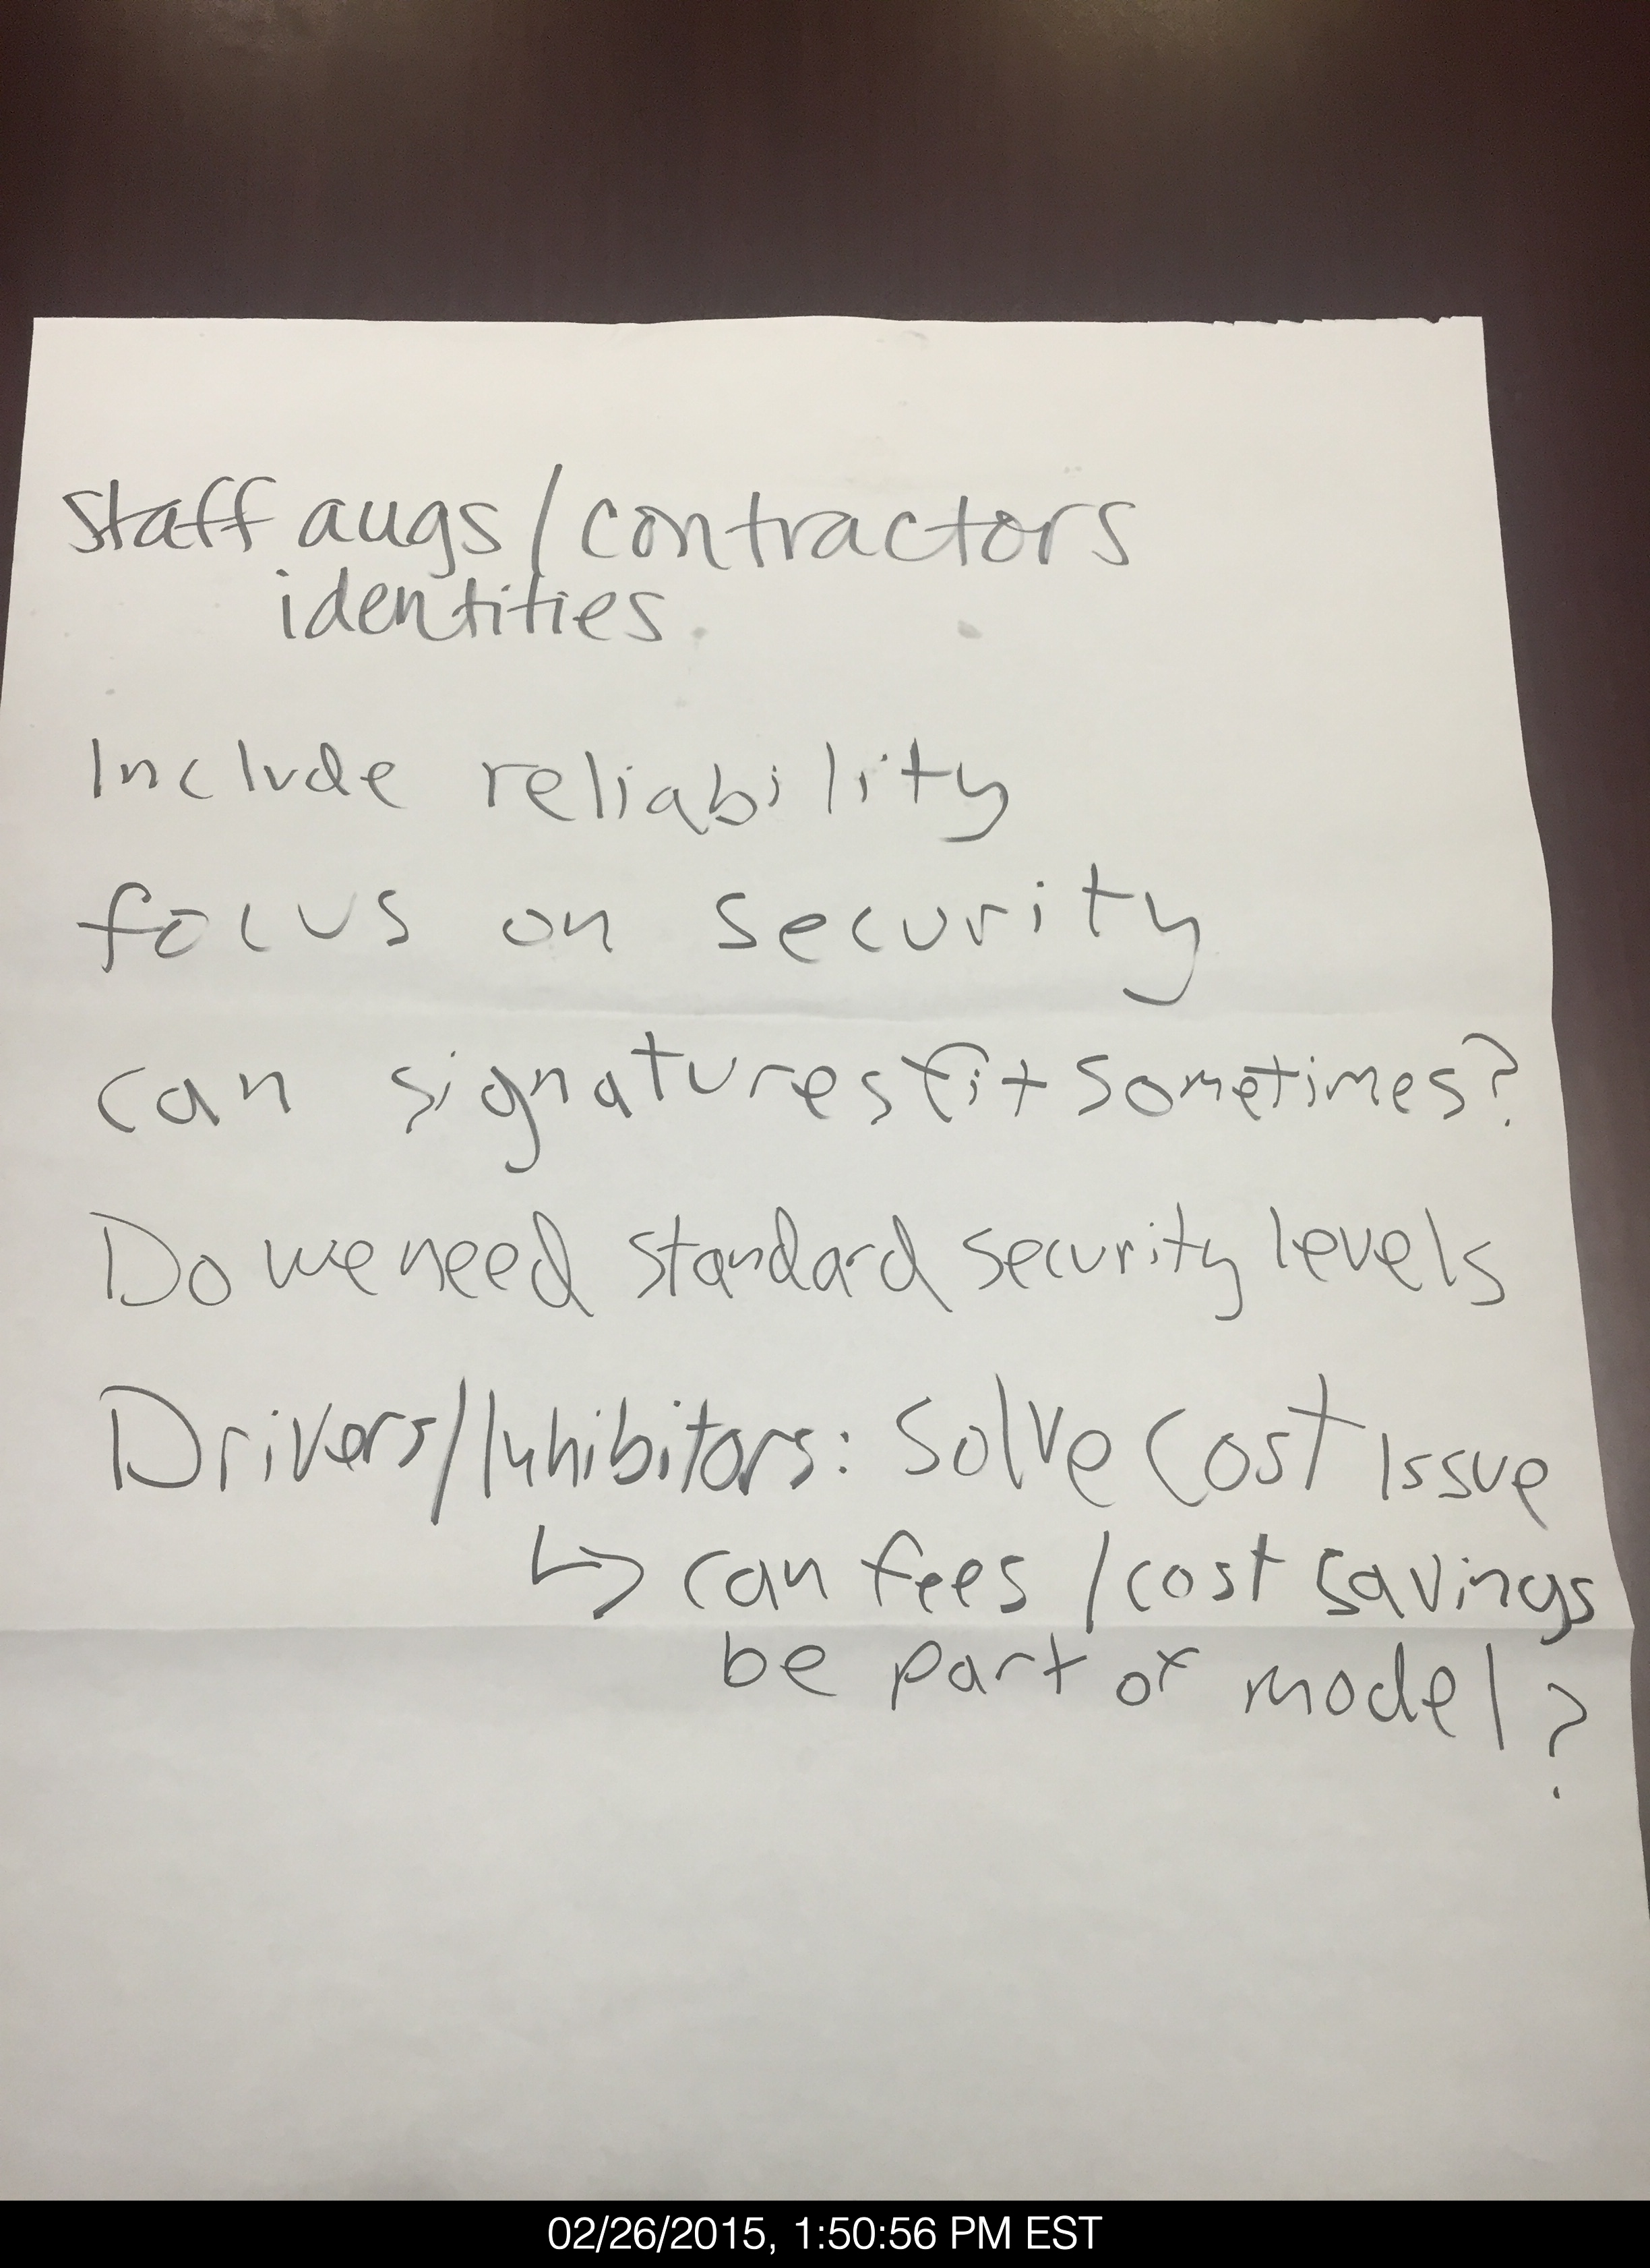 Staff augs/contractors
identities
Include reliability
focus on security
can signatures fit sometimes?
Do we need standard security levels
Drivers/Inhibitors: Solve Cost Issue
↳ can fees /cost savings
be part of model?
02/26/2015, 1:50:56 PM EST